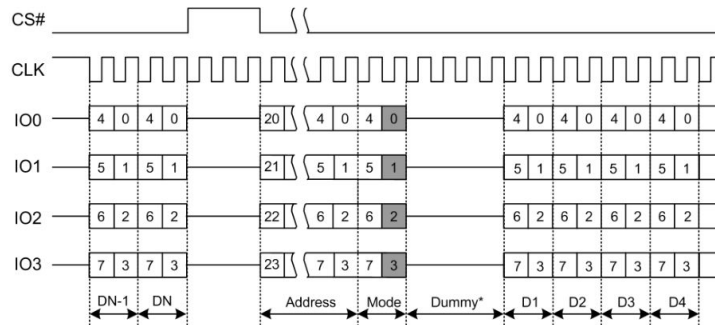 CS#
CLK
IO0 4 0 4 0 20 4 0 4 0 4 0 4 0 4 0 4 0
IO1 5 1 5 1 21 5 1 5 1 5 1 5 1 5 1 5 1
IO2 6 2 6 2 22 6 2 6 2 6 2 6 2 6 2 6 2
IO3 7 3 7 3 23 7 3 7 3 7 3 7 3 7 3 7 3
DN-1 DN Address Mode Dummy* D1 D2 D3 D4